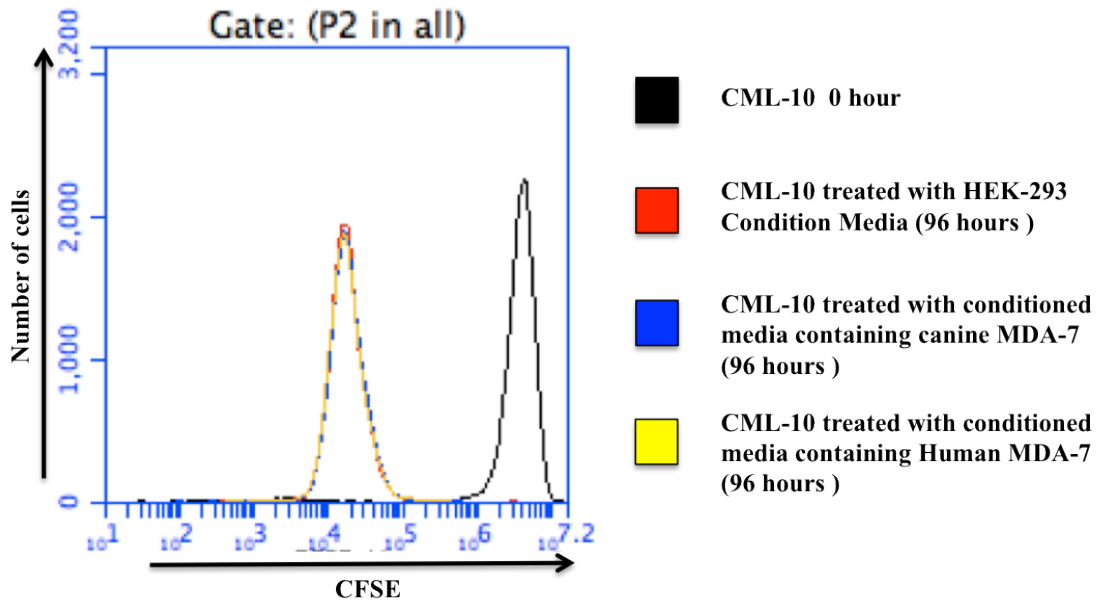 Gate: (P2 in all)
3,200
2,000
1,000
0
Number of cells
10^1 10^2 10^3 10^4 10^5 10^6 10^7.2
CFSE
CML-10 0 hour
CML-10 treated with HEK-293
Condition Media (96 hours )
CML-10 treated with conditioned
media containing canine MDA-7
(96 hours )
CML-10 treated with conditioned
media containing Human MDA-7
(96 hours )